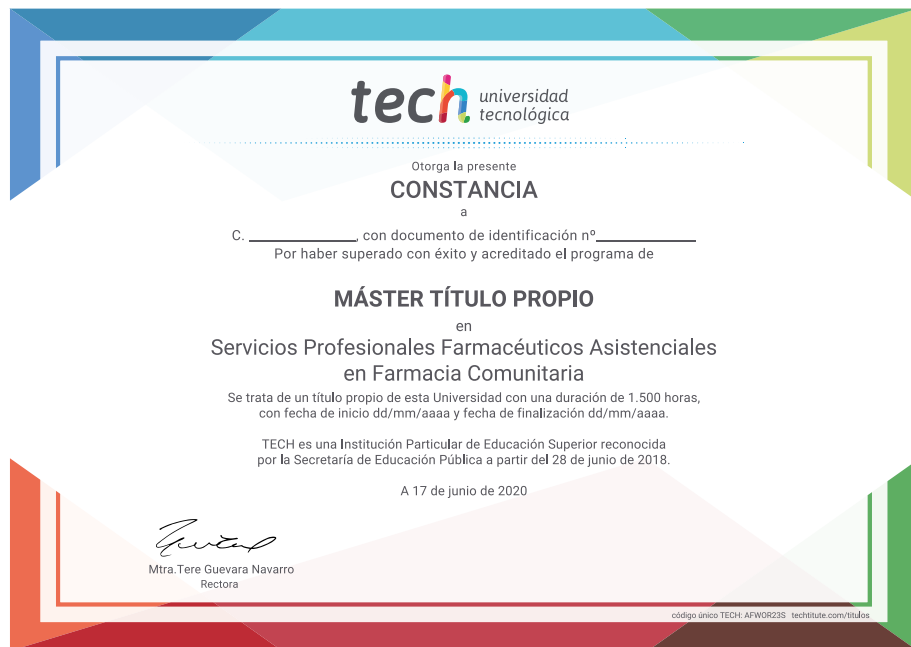 tech universidad
tecnológica
Otorga la presente
CONSTANCIA
a
C. ____________, con documento de identificación nº____________
Por haber superado con éxito y acreditado el programa de
MÁSTER TÍTULO PROPIO
en
Servicios Profesionales Farmacéuticos Asistenciales
en Farmacia Comunitaria
Se trata de un título propio de esta Universidad con una duración de 1.500 horas,
con fecha de inicio dd/mm/aaaa y fecha de finalización dd/mm/aaaa.
TECH es una Institución Particular de Educación Superior reconocida
por la Secretaría de Educación Pública a partir del 28 de junio de 2018.
A 17 de junio de 2020
Mtra.Tere Guevara Navarro
Rectora
código único TECH: AFWOR23S techtitute.com/titulos